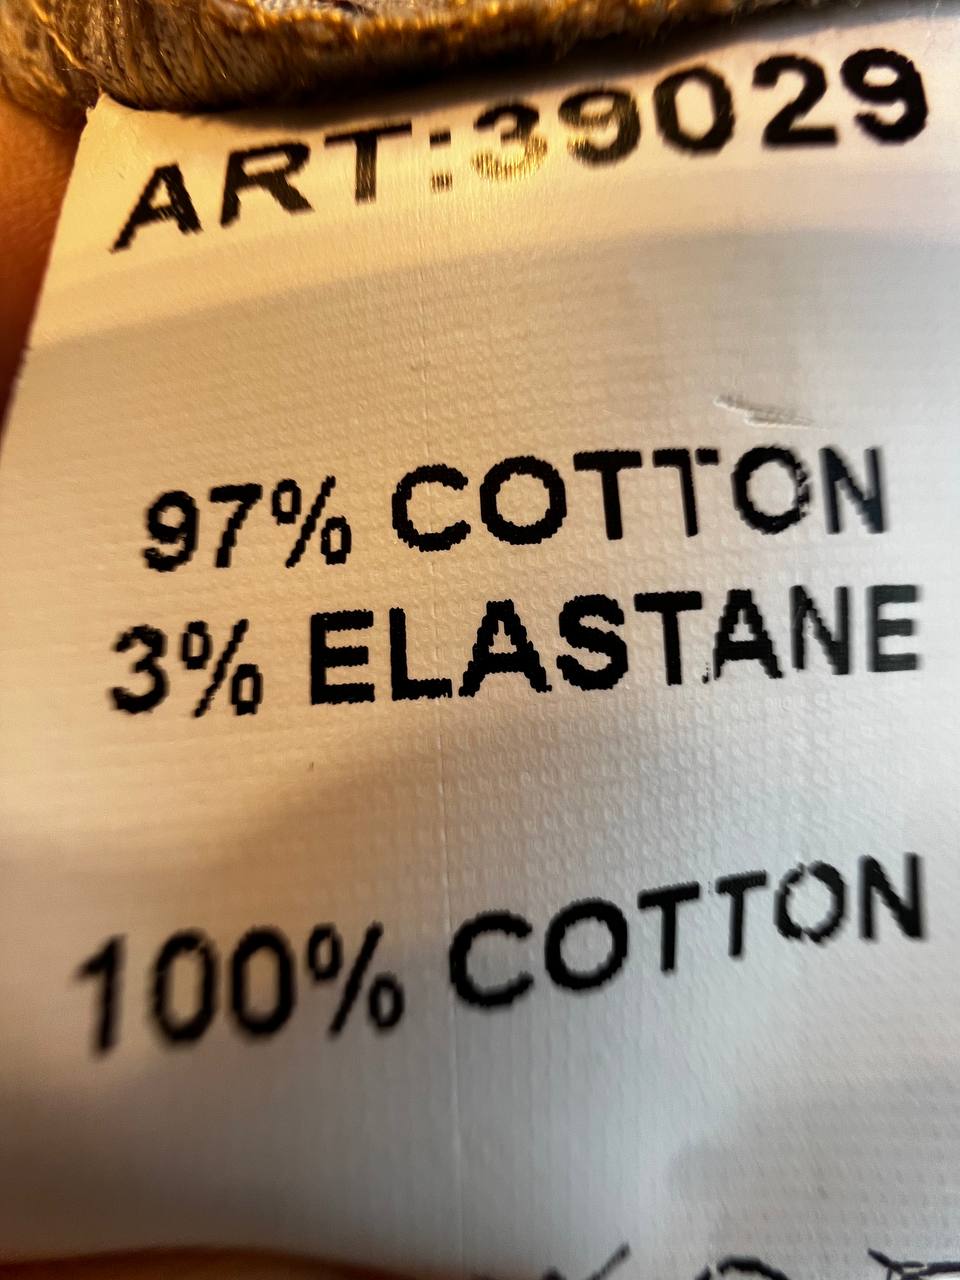 ART:39029
97% COTTON
3% ELASTANE
100% COTTON